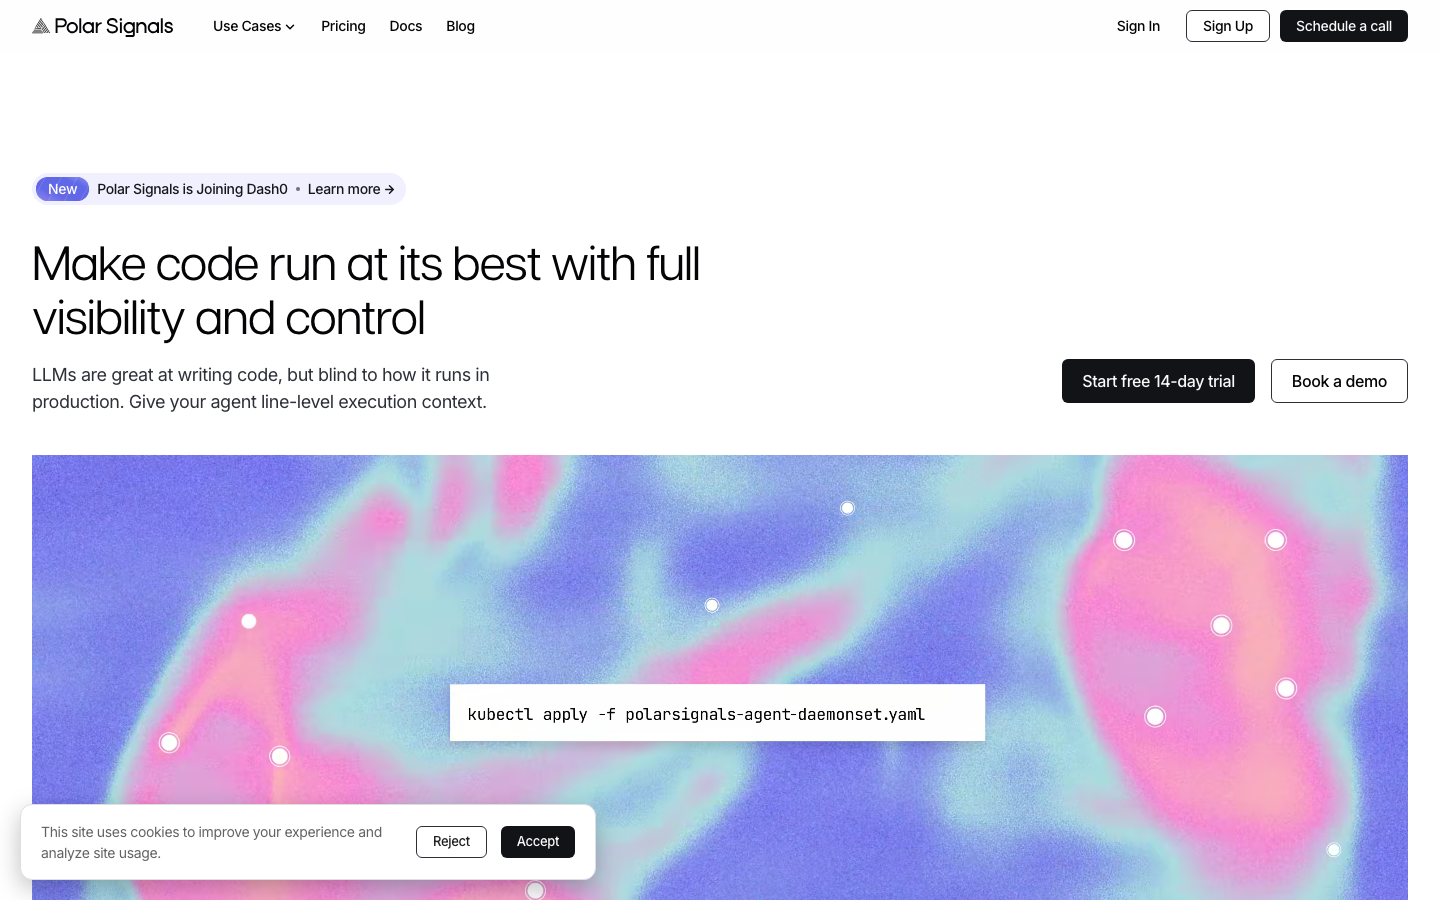 Polar Signals
Use Cases
Pricing
Docs
Blog
Sign In
Sign Up
Schedule a call
New
Polar Signals is Joining Dash0 • Learn more →
Make code run at its best with full
visibility and control
LLMs are great at writing code, but blind to how it runs in
production. Give your agent line-level execution context.
Start free 14-day trial
Book a demo
kubectl apply -f polarsignals-agent-daemonset.yaml
This site uses cookies to improve your experience and
analyze site usage.
Reject
Accept